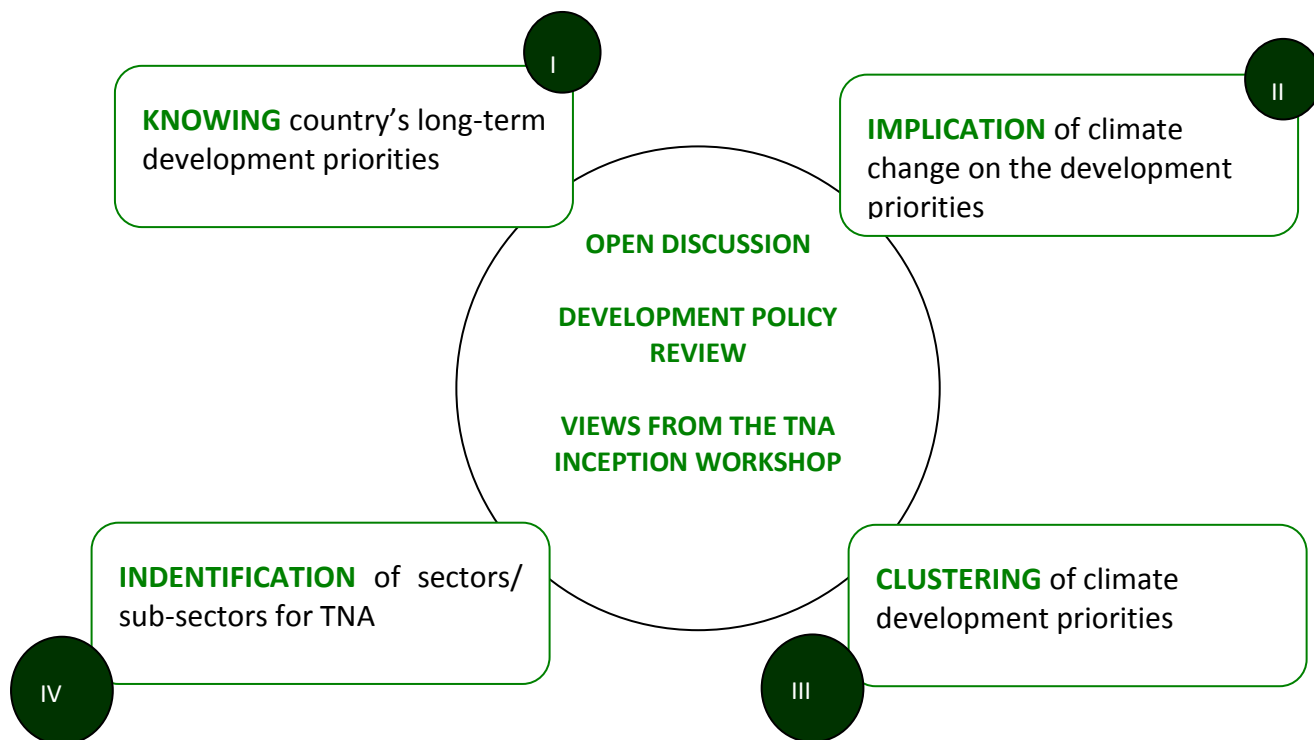 I
KNOWING country’s long-term
development priorities
II
IMPLICATION of climate
change on the development
priorities
OPEN DISCUSSION
DEVELOPMENT POLICY
REVIEW
VIEWS FROM THE TNA
INCEPTION WORKSHOP
INDENTIFICATION of sectors/
sub-sectors for TNA
IV
CLUSTERING of climate
development priorities
III